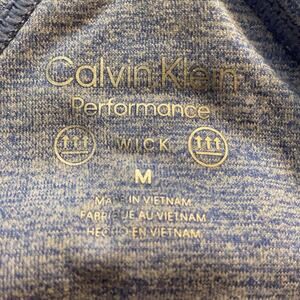 Calvin Klein
Performance
WICK
M
MADE IN VIETNAM
FABRIQUÉ AU VIETNAM
HECHO EN VIETNAM